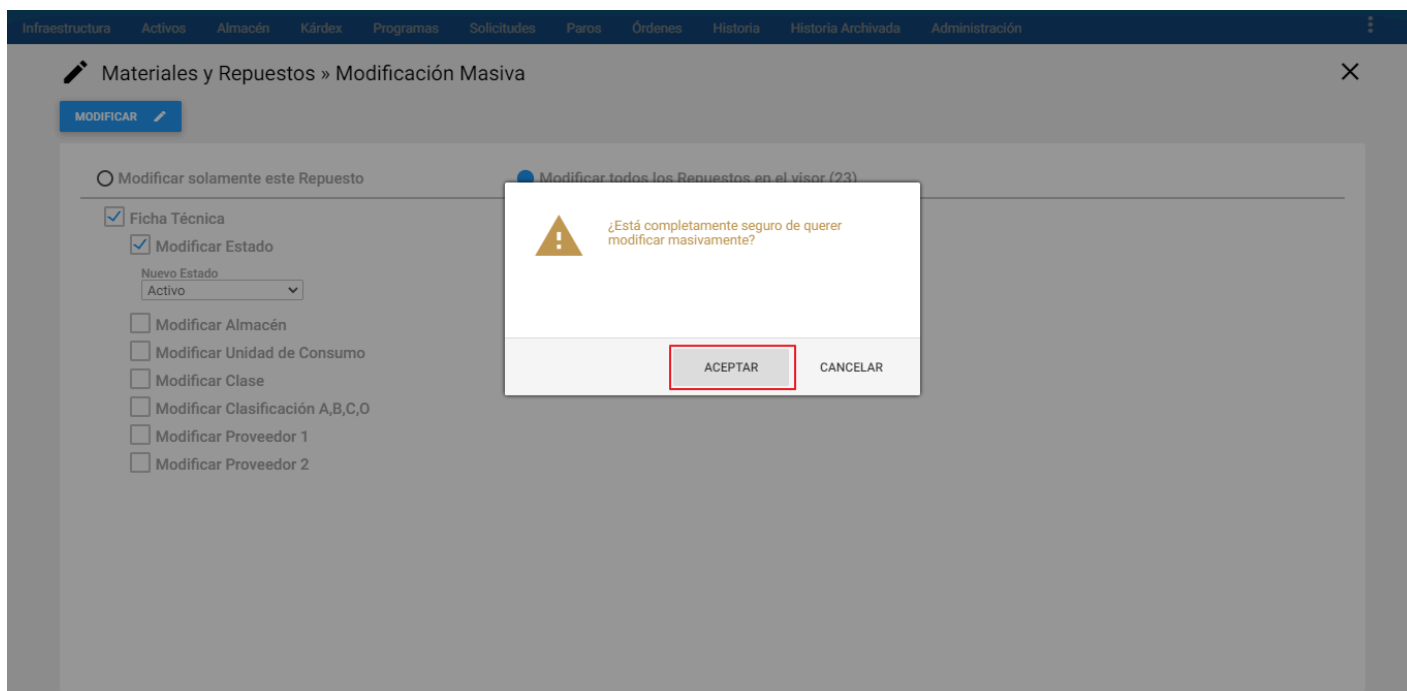 Infraestructura Activos Almacén Kárdex Programas Solicitudes Paros Órdenes Historia Historia Archivada Administración
Materiales y Repuestos » Modificación Masiva
MODIFICAR
Modificar solamente este Repuesto
Modificar todos los Repuestos en el visor (23)
Ficha Técnica
Modificar Estado
Nuevo Estado
Activo
Modificar Almacén
Modificar Unidad de Consumo
Modificar Clase
Modificar Clasificación A,B,C,O
Modificar Proveedor 1
Modificar Proveedor 2
¿Está completamente seguro de querer
modificar masivamente?
ACEPTAR CANCELAR